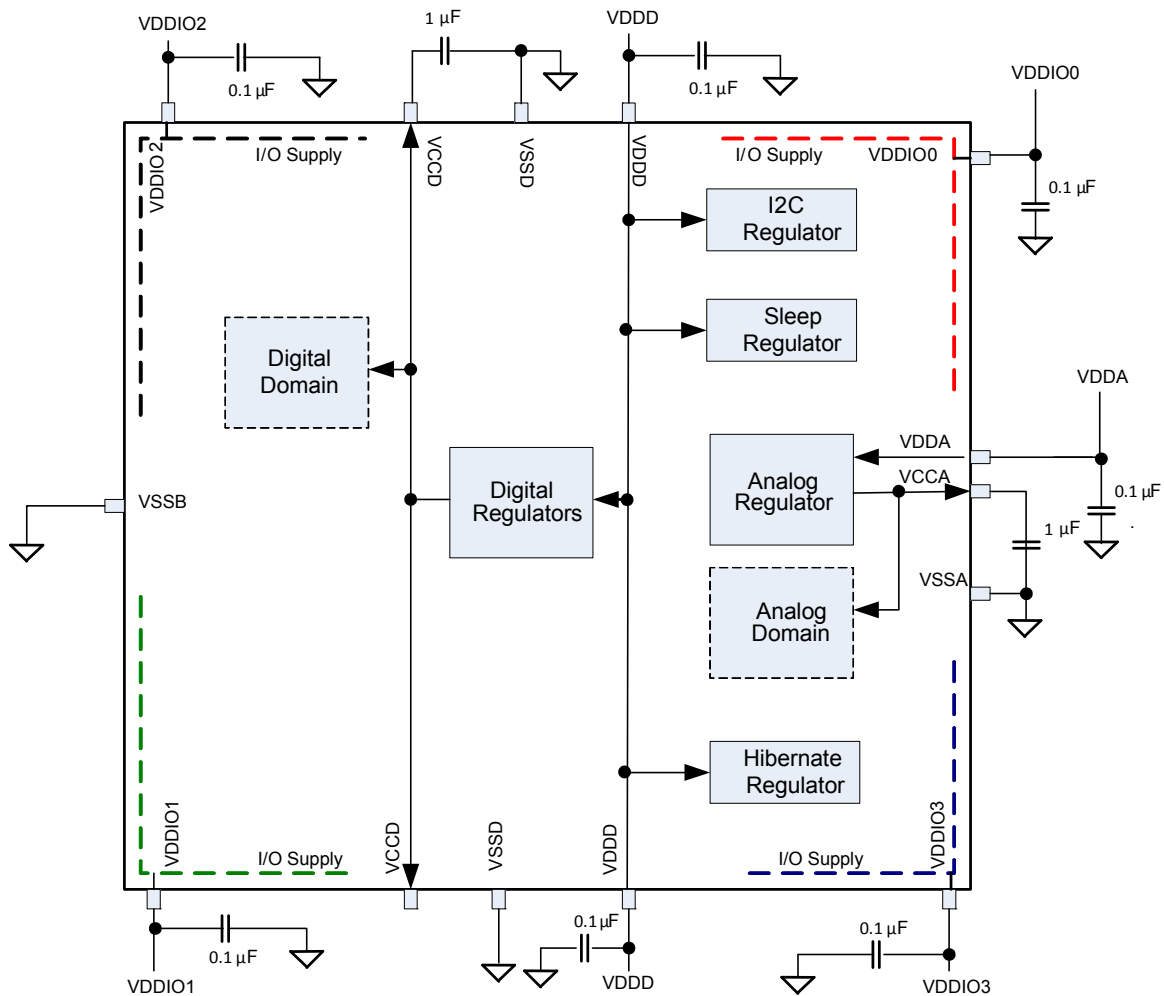 VDDIO2
1 µF
VDDD
0.1 µF
0.1 µF
VDDIO0
0.1 µF
VDDIO2
I/O Supply
VCCD
VSSD
VDDD
I/O Supply
VDDIO0
I2C
Regulator
Sleep
Regulator
Digital
Domain
VDDA
VDDA
VCCA
Analog
Regulator
0.1 µF
.
1 µF
Digital
Regulators
VSSB
VSSA
Analog
Domain
Hibernate
Regulator
VDDIO1
I/O Supply
VCCD
VSSD
VDDD
I/O Supply
VDDIO3
0.1 µF
0.1 µF
0.1 µF
VDDIO1
VDDD
VDDIO3